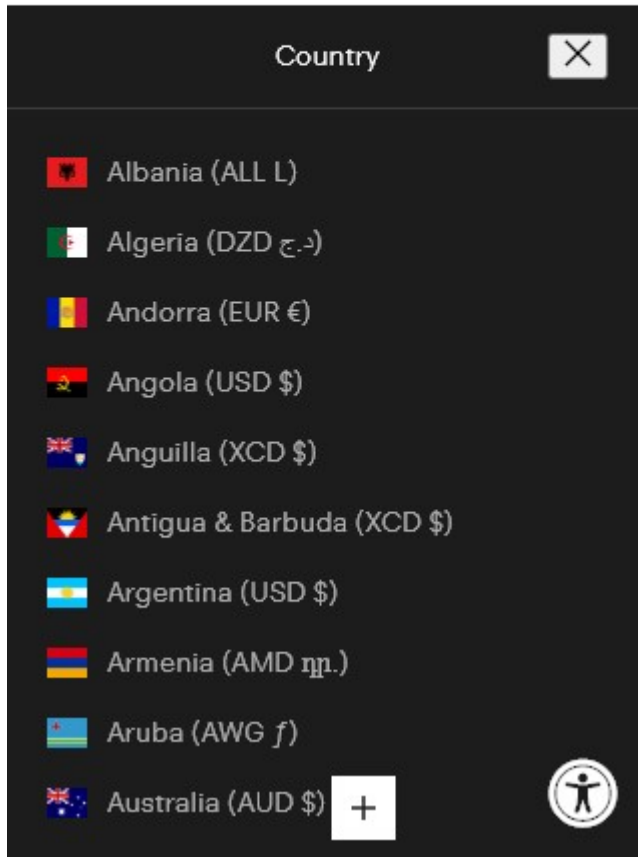 Country
Albania (ALL L)
Algeria (DZD د.ج)
Andorra (EUR €)
Angola (USD $)
Anguilla (XCD $)
Antigua & Barbuda (XCD $)
Argentina (USD $)
Armenia (AMD դր.)
Aruba (AWG ƒ)
Australia (AUD $) +